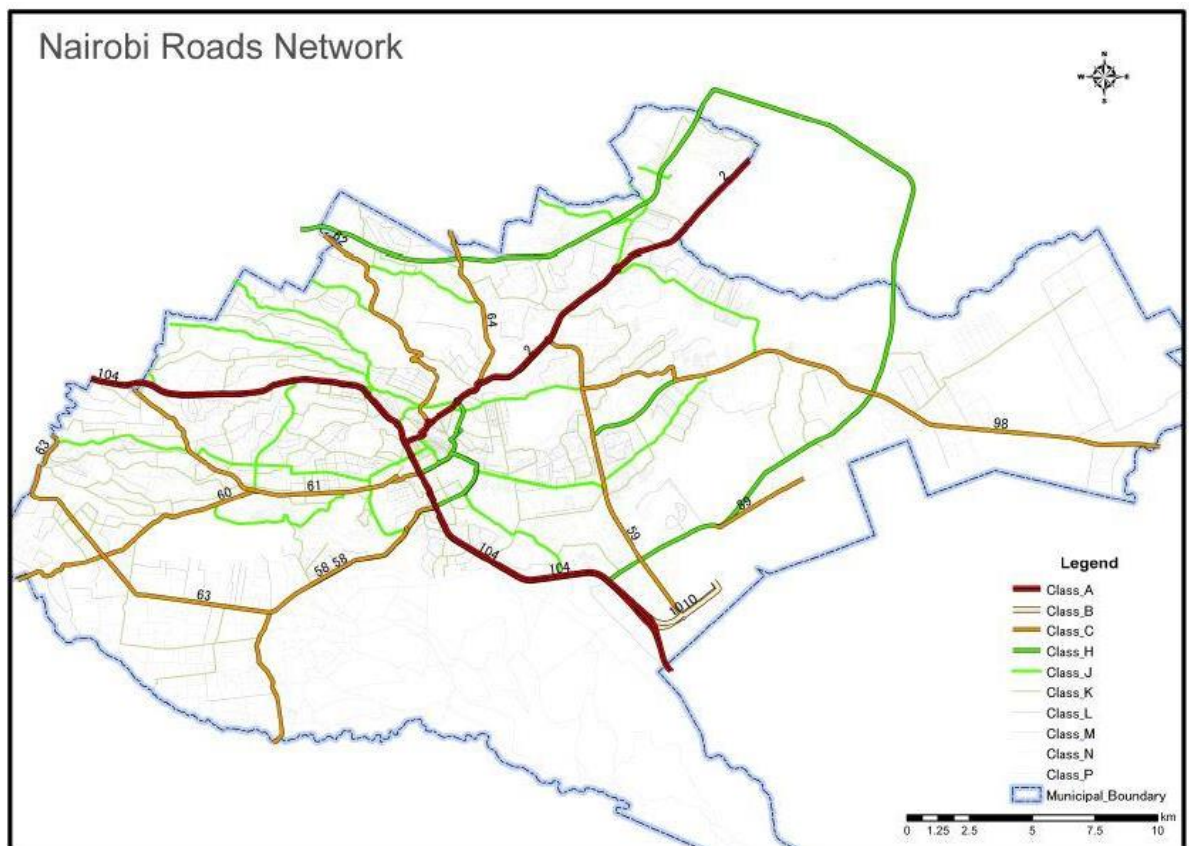 Nairobi Roads Network
N
W E
S
2
62
64
2
104
63
98
61
60
89
59
104
58 58
104
63
1010
Legend
Class_A
Class_B
Class_C
Class_H
Class_J
Class_K
Class_L
Class_M
Class_N
Class_P
Municipal_Boundary
km
0 1.25 2.5 5 7.5 10